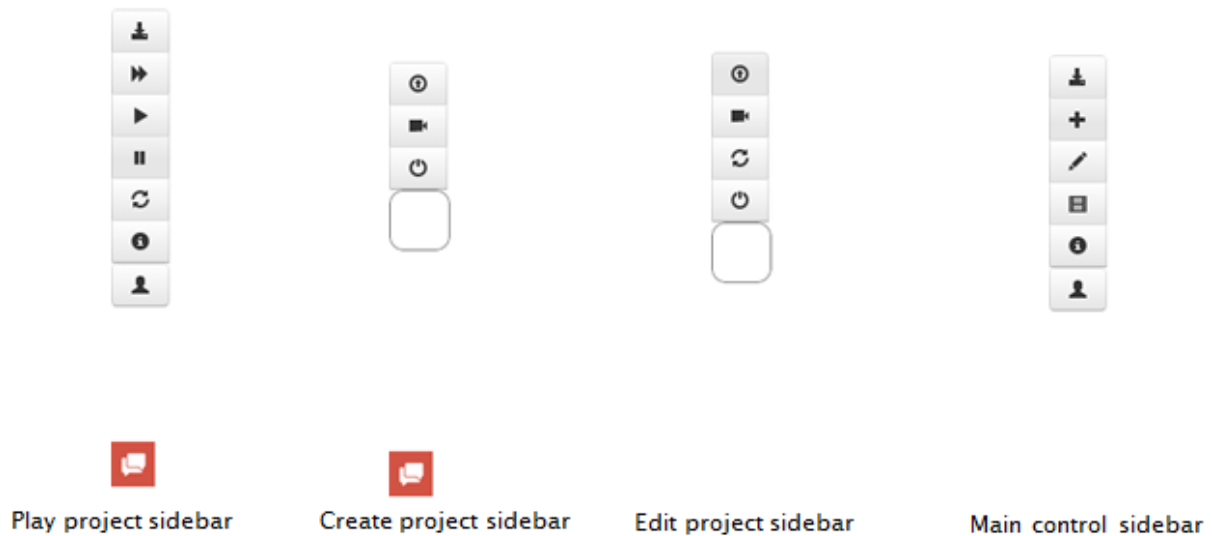 Play project sidebar
Create project sidebar
Edit project sidebar
Main control sidebar